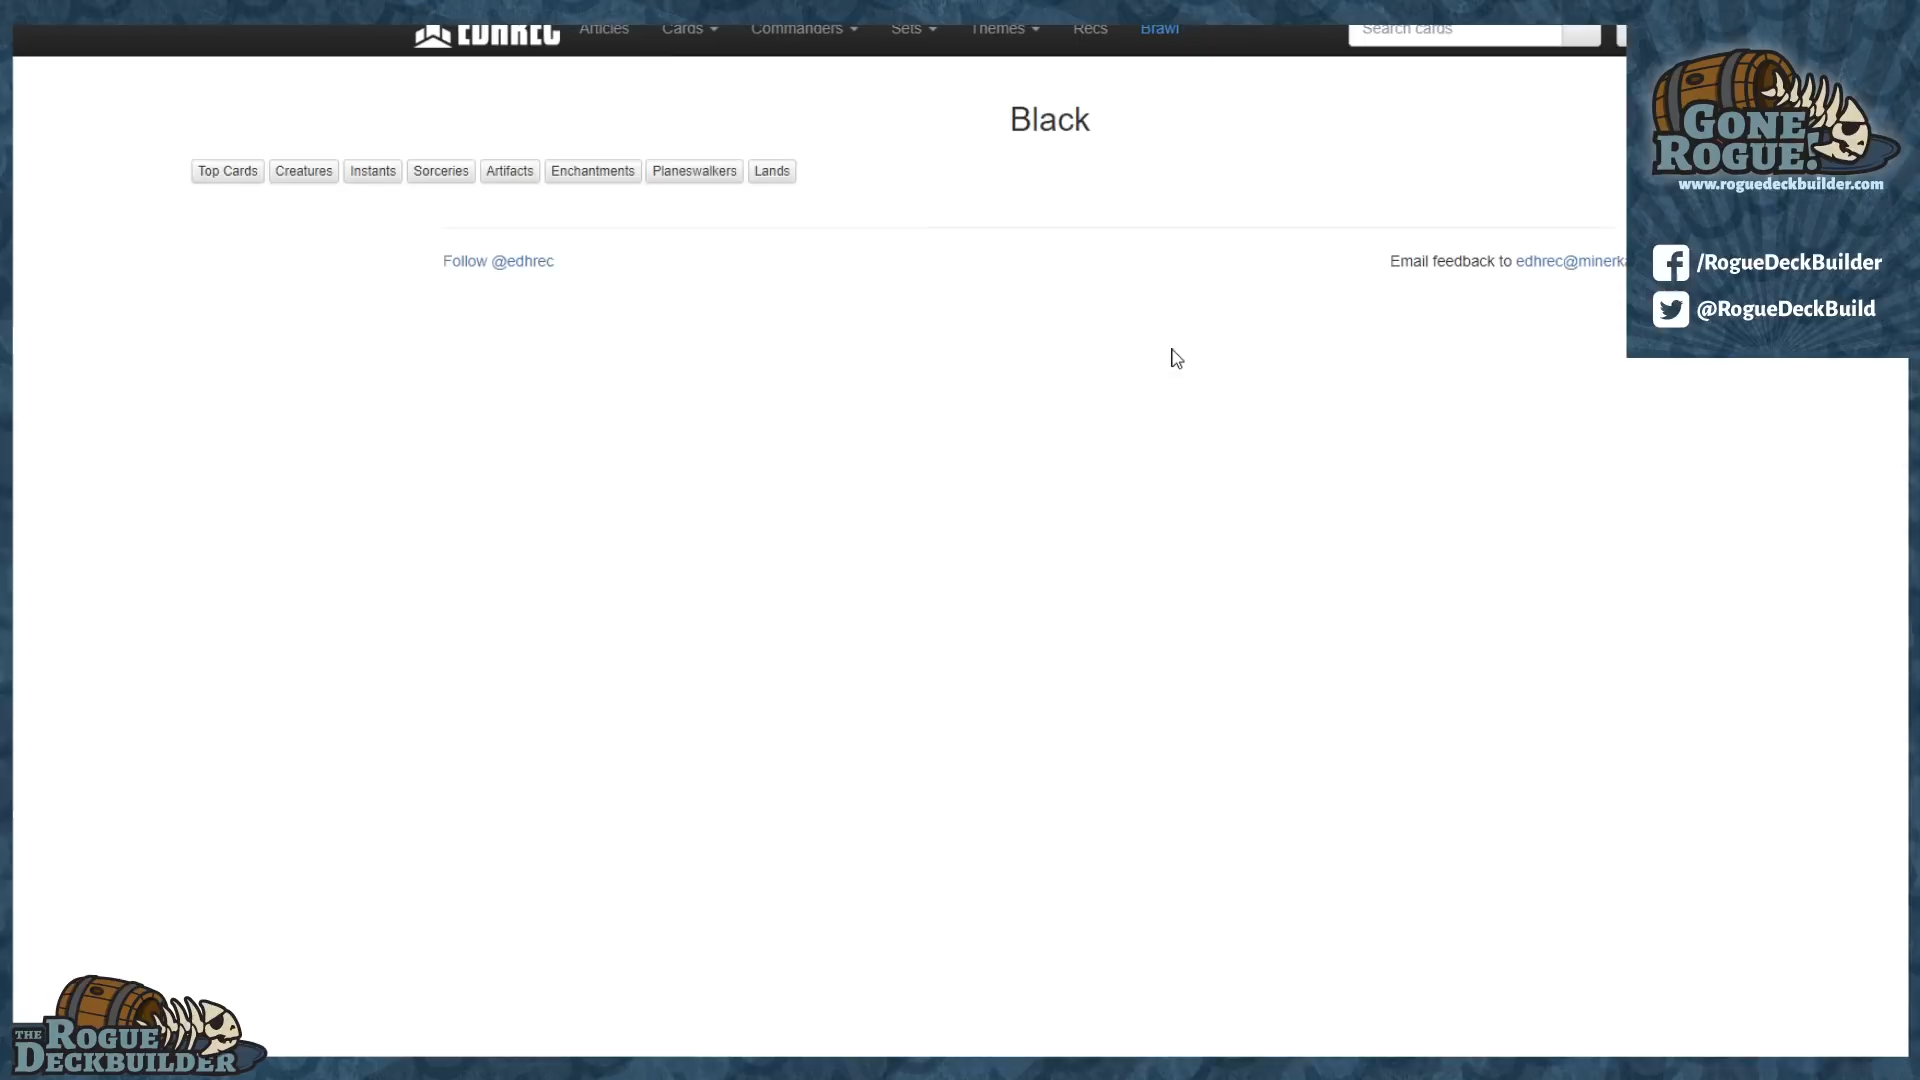 EDHREC Articles Cards Commanders Sets Themes Recs Brawl Search cards
Black
Top Cards Creatures Instants Sorceries Artifacts Enchantments Planeswalkers Lands
Follow @edhrec
Email feedback to edhrec@minerk
GONE
ROGUE!
www.roguedeckbuilder.com
/RogueDeckBuilder
@RogueDeckBuild
THE ROGUE
DECKBUILDER